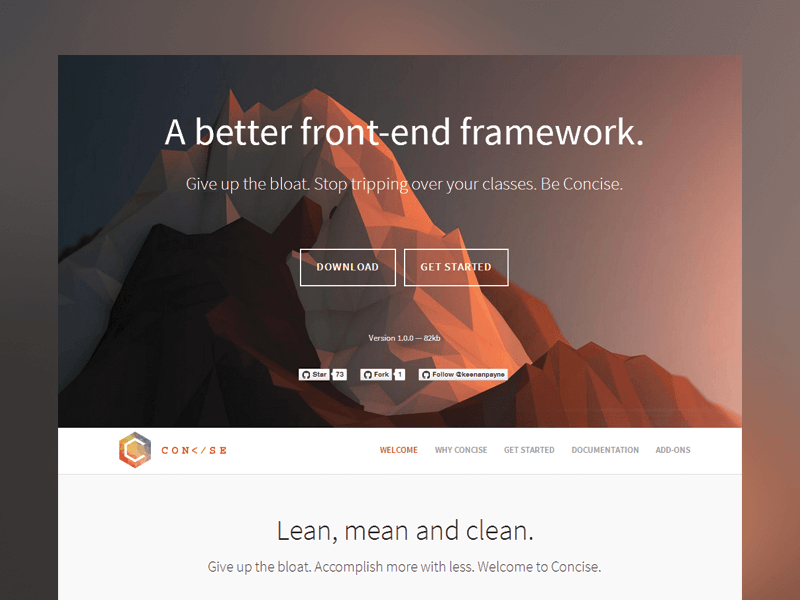 A better front-end framework.
Give up the bloat. Stop tripping over your classes. Be Concise.
DOWNLOAD GET STARTED
Version 1.0.0 — 82kb
Star 73 Fork 1 Follow @keenanpayne
CON</SE WELCOME WHY CONCISE GET STARTED DOCUMENTATION ADD-ONS
Lean, mean and clean.
Give up the bloat. Accomplish more with less. Welcome to Concise.